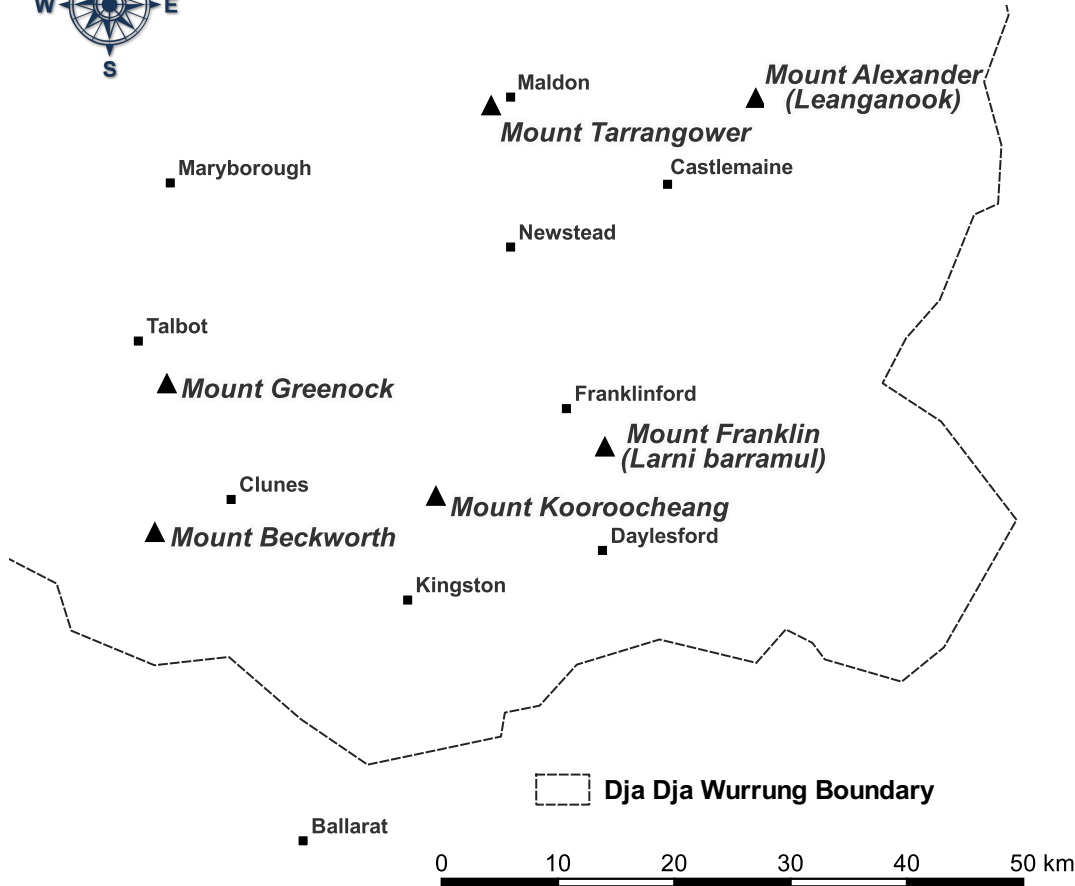 W E
S
Maldon
Mount Alexander
(Leanganook)
Mount Tarrangower
Maryborough
Castlemaine
Newstead
Talbot
Mount Greenock
Franklinford
Mount Franklin
(Larni barramul)
Clunes
Mount Kooroocheang
Mount Beckworth
Daylesford
Kingston
Dja Dja Wurrung Boundary
Ballarat
0 10 20 30 40 50 km